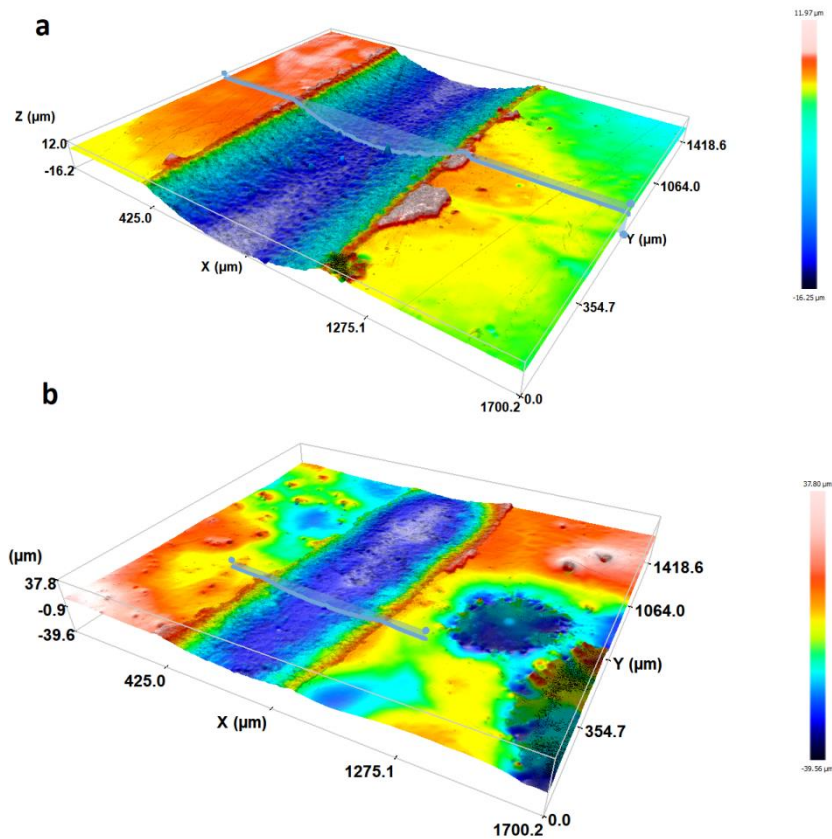 a
11.97 µm
Z (µm)
12.0
-16.2
425.0
X (µm)
1275.1
1700.2
0.0
354.7
Y (µm)
1064.0
1418.6
-16.25 µm
b
37.80 µm
(µm)
37.8
-0.9
-39.6
425.0
X (µm)
1275.1
1700.2
0.0
354.7
Y (µm)
1064.0
1418.6
-39.56 µm